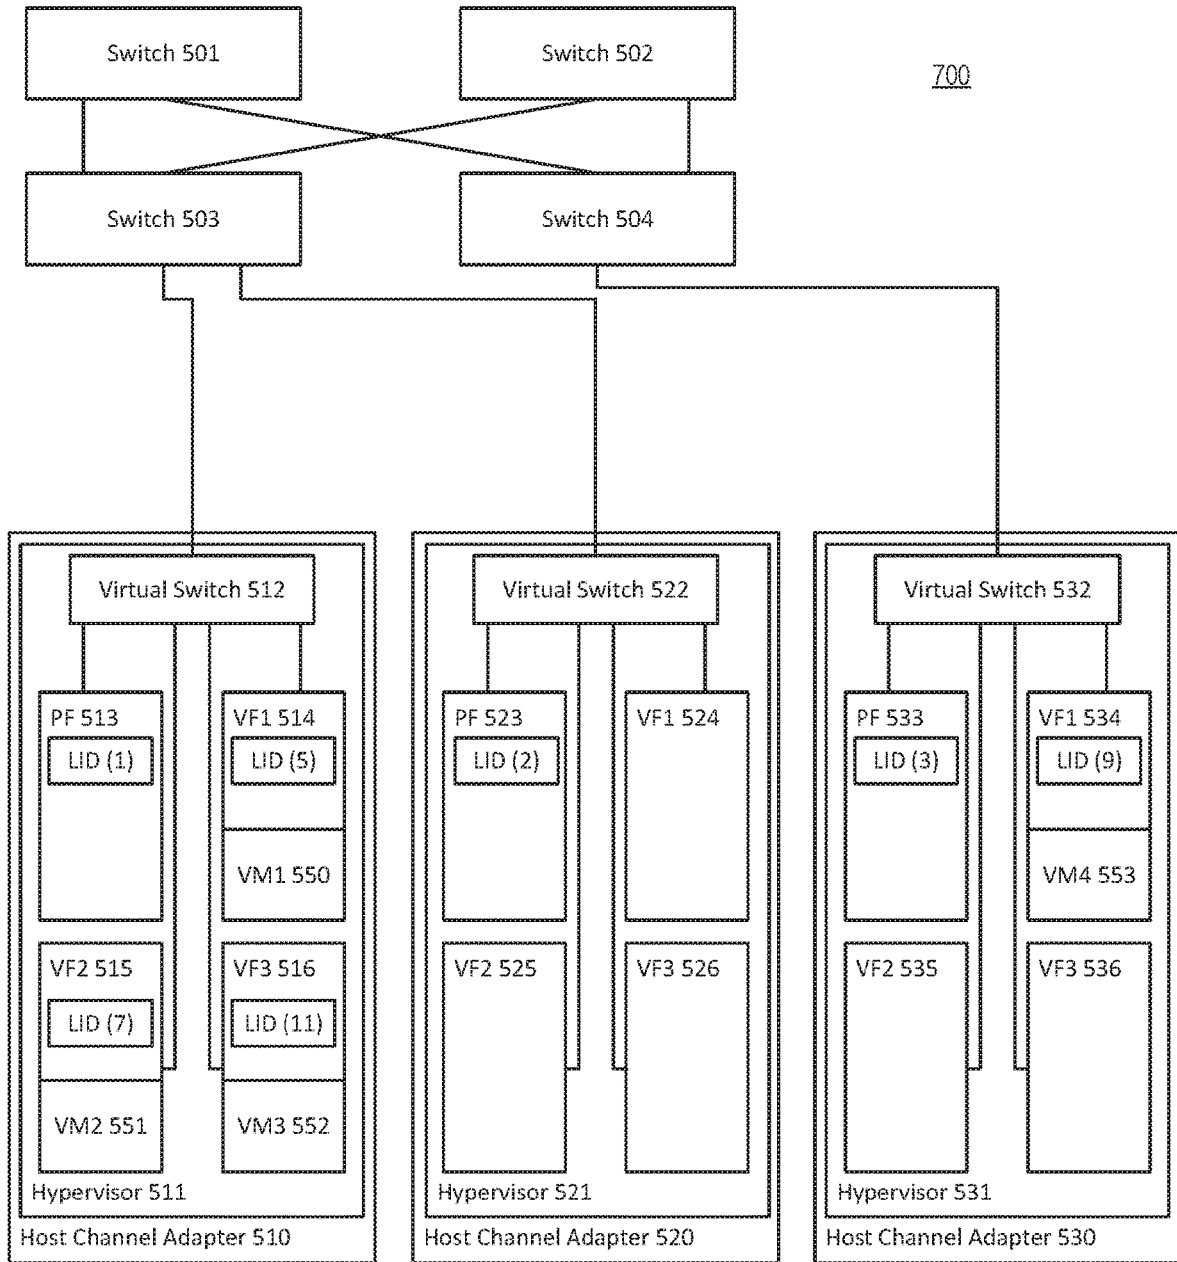 Switch 501
Switch 502
700
Switch 503
Switch 504
Virtual Switch 512
Virtual Switch 522
Virtual Switch 532
PF 513
LID (1)
VF1 514
LID (5)
VM1 550
VF2 515
LID (7)
VM2 551
VF3 516
LID (11)
VM3 552
Hypervisor 511
Host Channel Adapter 510
PF 523
LID (2)
VF1 524
VF2 525
VF3 526
Hypervisor 521
Host Channel Adapter 520
PF 533
LID (3)
VF1 534
LID (9)
VM4 553
VF2 535
VF3 536
Hypervisor 531
Host Channel Adapter 530